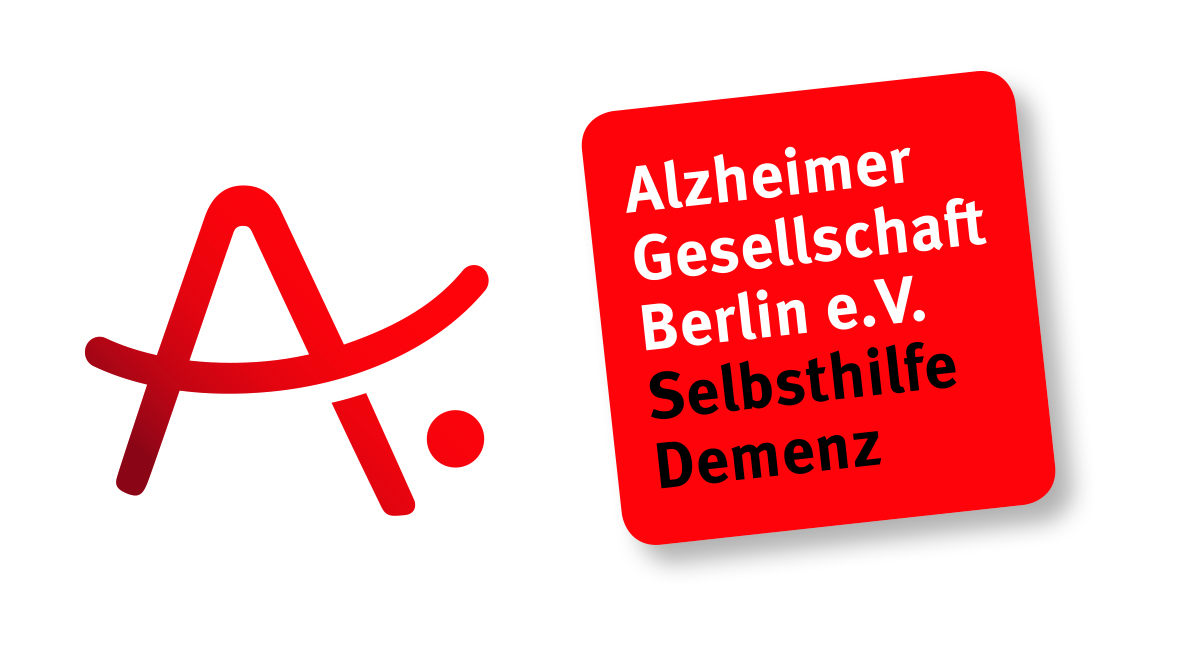 A.
Alzheimer
Gesellschaft
Berlin e.V.
Selbsthilfe
Demenz